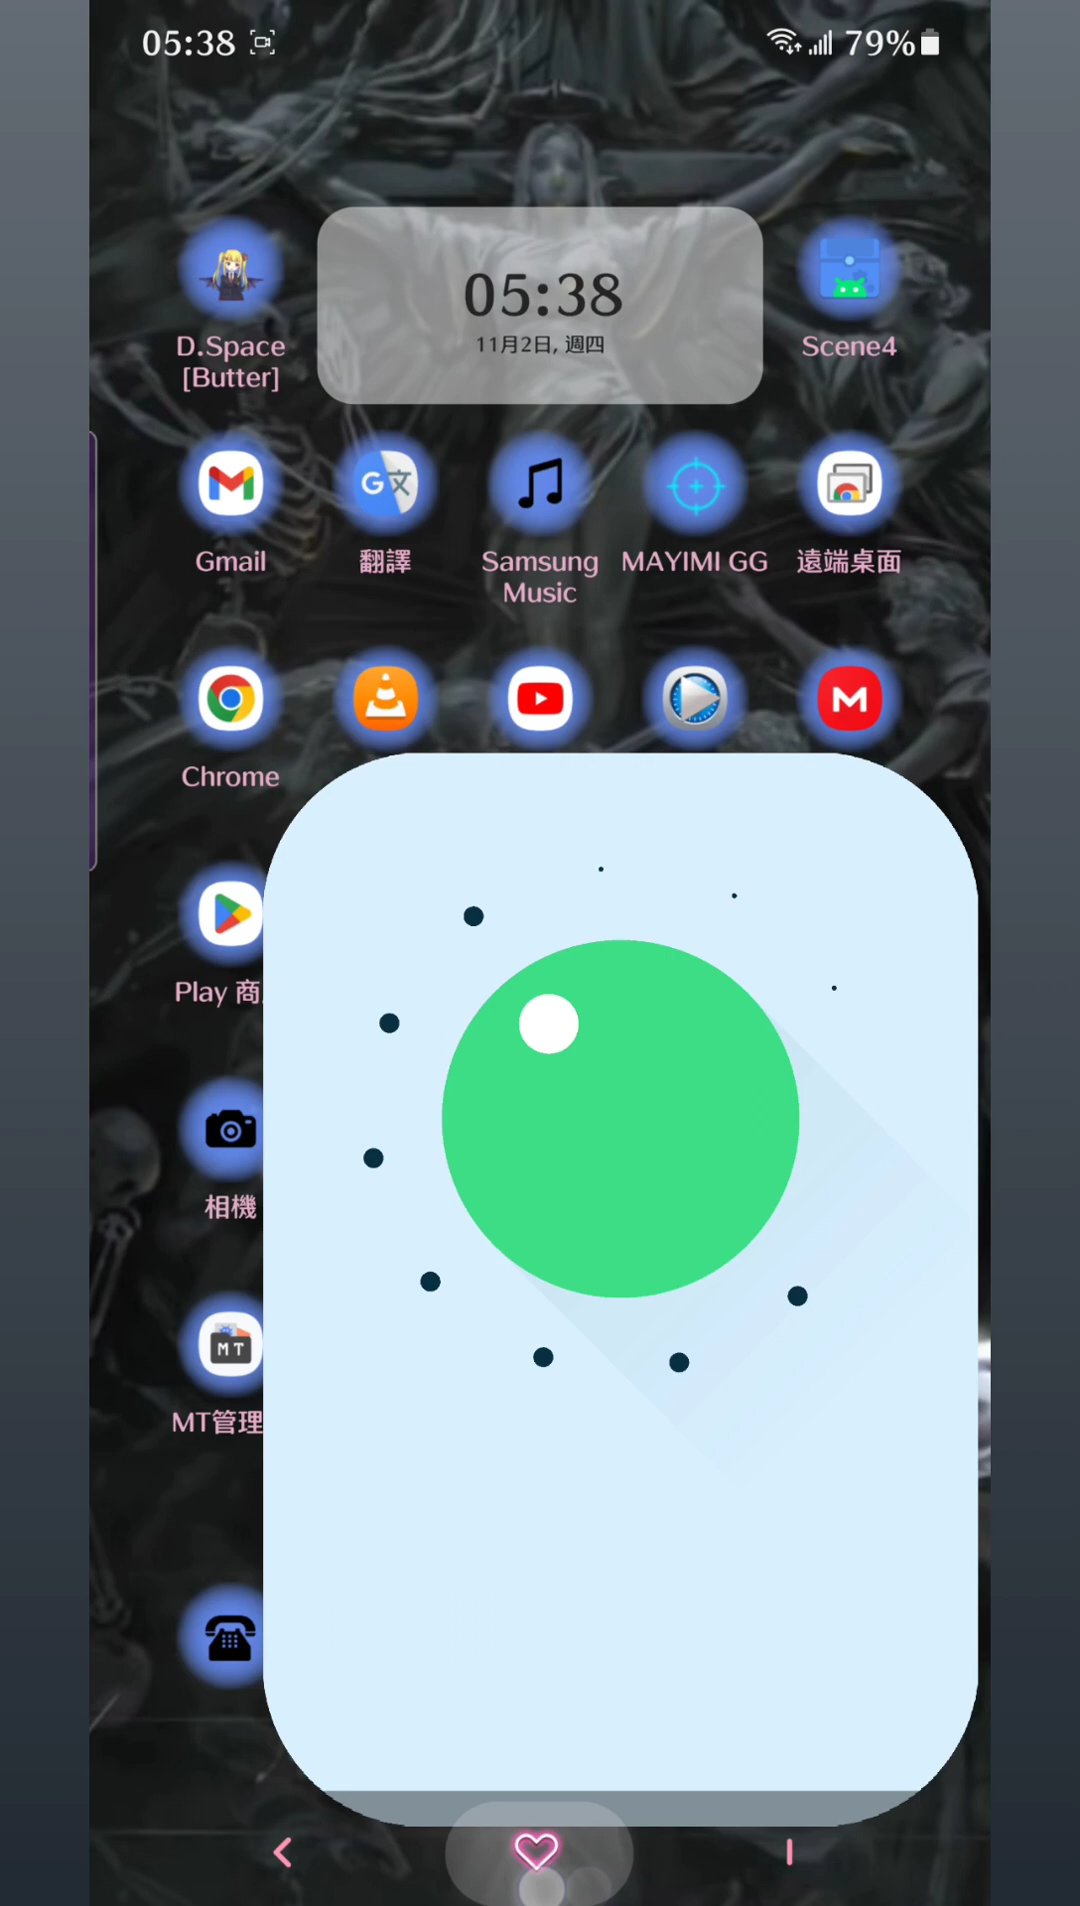 05:38
79%
05:38
11月2日, 週四
D.Space
[Butter]
Scene4
Gmail
翻譯
Samsung
Music
MAYIMI GG
遠端桌面
Chrome
Play 商
相機
MT
MT管理